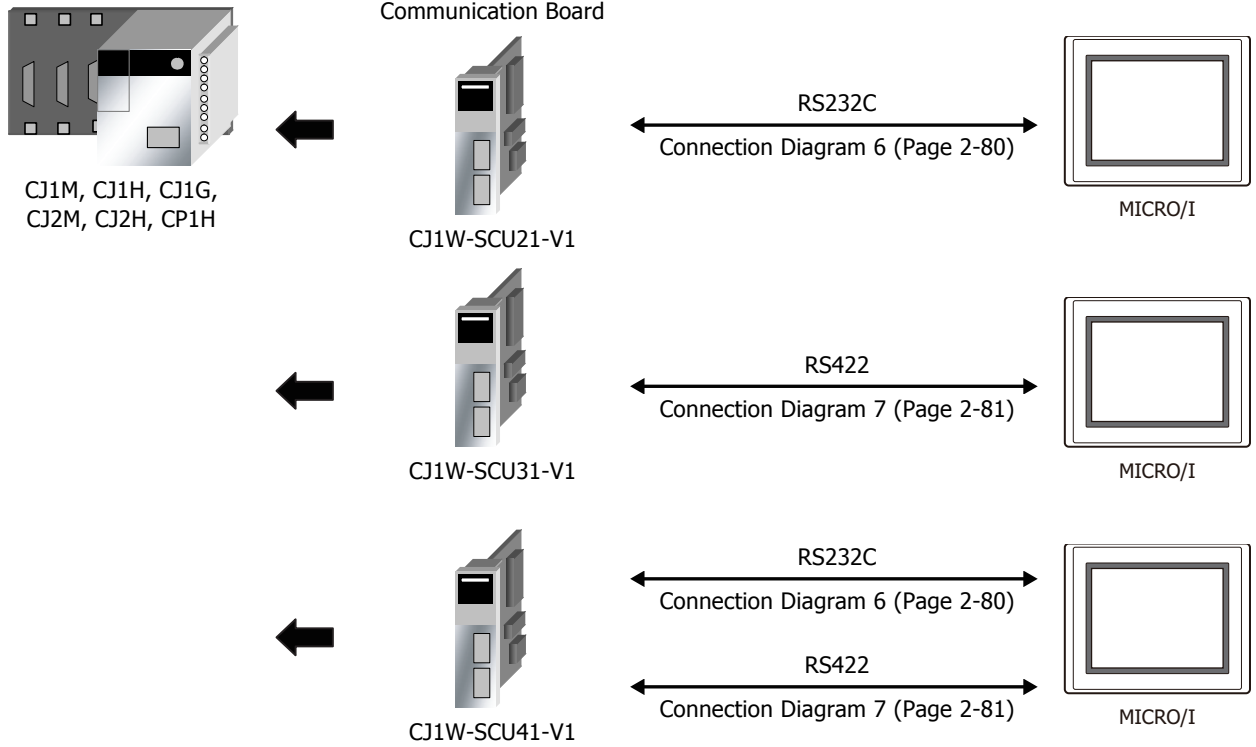 Communication Board
RS232C
Connection Diagram 6 (Page 2-80)
CJ1M, CJ1H, CJ1G,
CJ2M, CJ2H, CP1H
MICRO/I
CJ1W-SCU21-V1
RS422
Connection Diagram 7 (Page 2-81)
CJ1W-SCU31-V1
MICRO/I
RS232C
Connection Diagram 6 (Page 2-80)
RS422
Connection Diagram 7 (Page 2-81)
CJ1W-SCU41-V1
MICRO/I